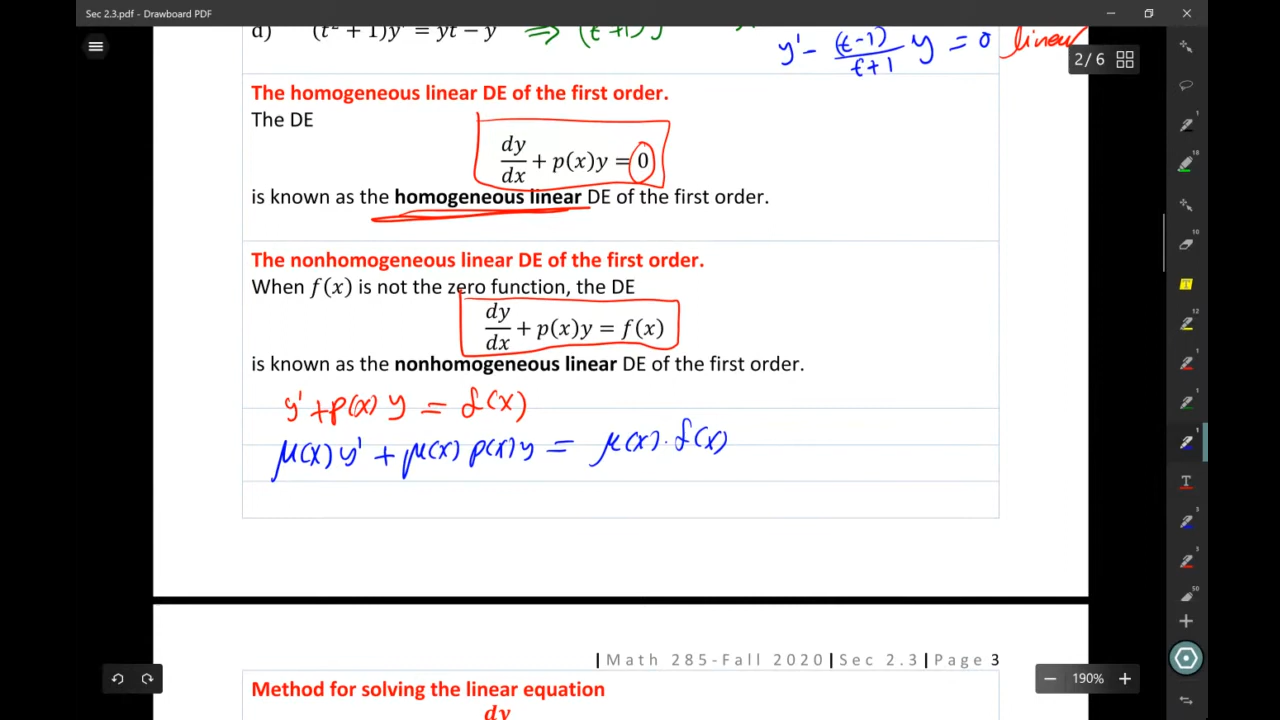 Sec 2.3.pdf - Drawboard PDF
d) (t² + 1)y' = yt − y ⇒ (t²+1)y'
y' − (t−1)/(t²+1) y = 0 linear
2/6
The homogeneous linear DE of the first order.
The DE
dy/dx + p(x)y = 0
is known as the homogeneous linear DE of the first order.
The nonhomogeneous linear DE of the first order.
When f(x) is not the zero function, the DE
dy/dx + p(x)y = f(x)
is known as the nonhomogeneous linear DE of the first order.
y' + p(x) y = f(x)
μ(x) y' + μ(x) p(x) y = μ(x) · f(x)
| Math 285-Fall 2020 | Sec 2.3 | Page 3
190%
Method for solving the linear equation
dy